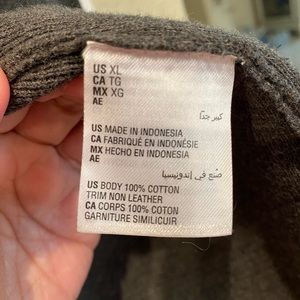 US XL
CA TG
MX XG
AE
كبير جدًا
US MADE IN INDONESIA
CA FABRIQUÉ EN INDONÉSIE
MX HECHO EN INDONESIA
AE
صنع في إندونيسيا
US BODY 100% COTTON
TRIM NON LEATHER
CA CORPS 100% COTON
GARNITURE SIMILICUIR